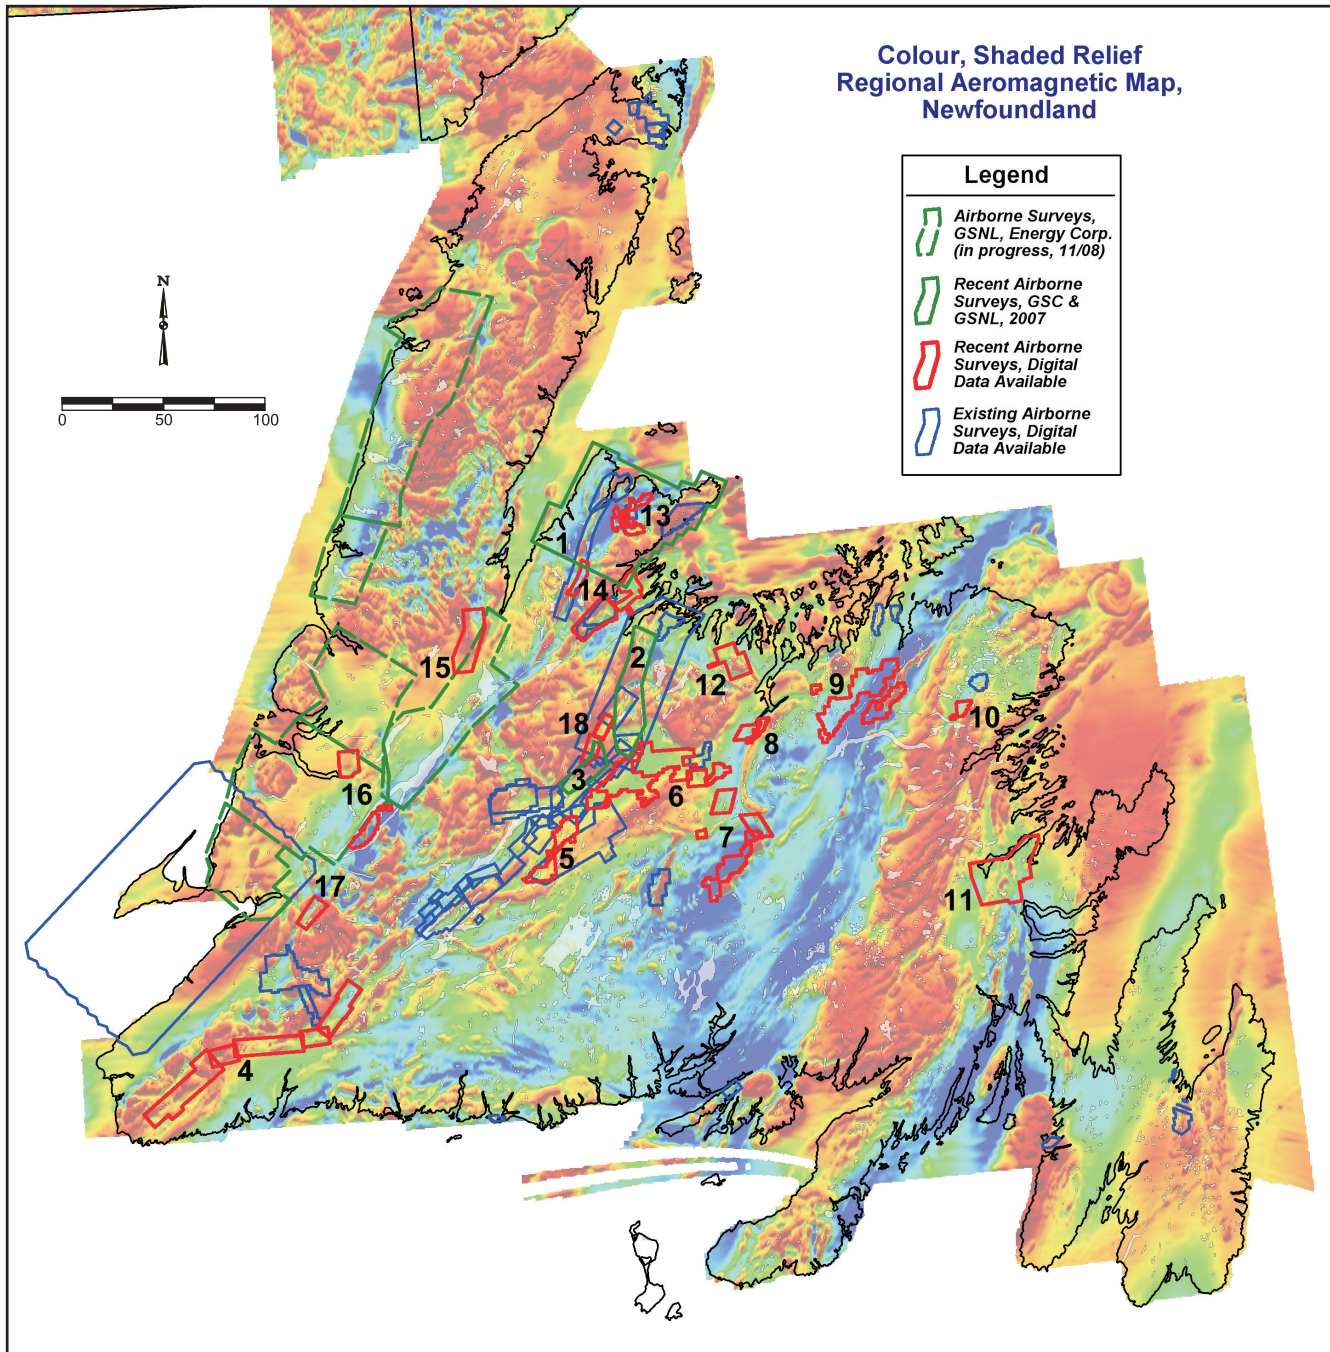 Colour, Shaded Relief
Regional Aeromagnetic Map,
Newfoundland
Legend
Airborne Surveys,
GSNL, Energy Corp.
(in progress, 11/08)
Recent Airborne
Surveys, GSC &
GSNL, 2007
Recent Airborne
Surveys, Digital
Data Available
Existing Airborne
Surveys, Digital
Data Available
N
0 50 100
13
1
14
2
15
12
9
10
18
8
3
16
6
7
5
17
11
4